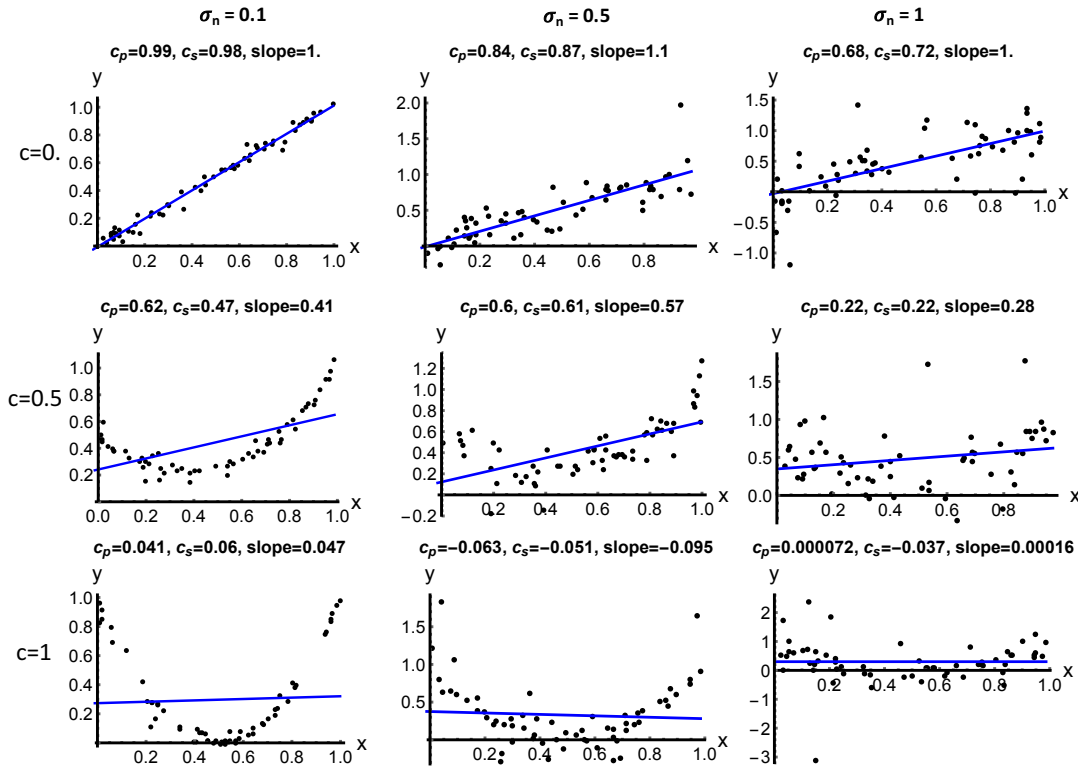 σn = 0.1 σn = 0.5 σn = 1
cp=0.99, cs=0.98, slope=1. cp=0.84, cs=0.87, slope=1.1 cp=0.68, cs=0.72, slope=1.
y y y
1.0 2.0 1.5
0.8 1.5 1.0
c=0. 0.6 1.0 0.5
0.4 0.5 0.0
0.2 −0.5
−1.0
0.2 0.4 0.6 0.8 1.0 x 0.2 0.4 0.6 0.8 x 0.2 0.4 0.6 0.8 1.0 x
cp=0.62, cs=0.47, slope=0.41 cp=0.6, cs=0.61, slope=0.57 cp=0.22, cs=0.22, slope=0.28
y y y
1.0 1.2 1.5
0.8 1.0 1.0
c=0.5 0.6 0.8 0.5
0.4 0.6 0.0
0.2 0.4
0.2
−0.2
0.0 0.2 0.4 0.6 0.8 1.0 x 0.2 0.4 0.6 0.8 1.0 x 0.2 0.4 0.6 0.8 x
cp=0.041, cs=0.06, slope=0.047 cp=−0.063, cs=−0.051, slope=−0.095 cp=0.000072, cs=−0.037, slope=0.00016
y y y
1.0 1.5 2
0.8 1.0 1
c=1 0.6 0.5 0
0.4 −1
0.2 −2
−3
0.0 0.2 0.4 0.6 0.8 1.0 x 0.2 0.4 0.6 0.8 1.0 x 0.2 0.4 0.6 0.8 1.0 x